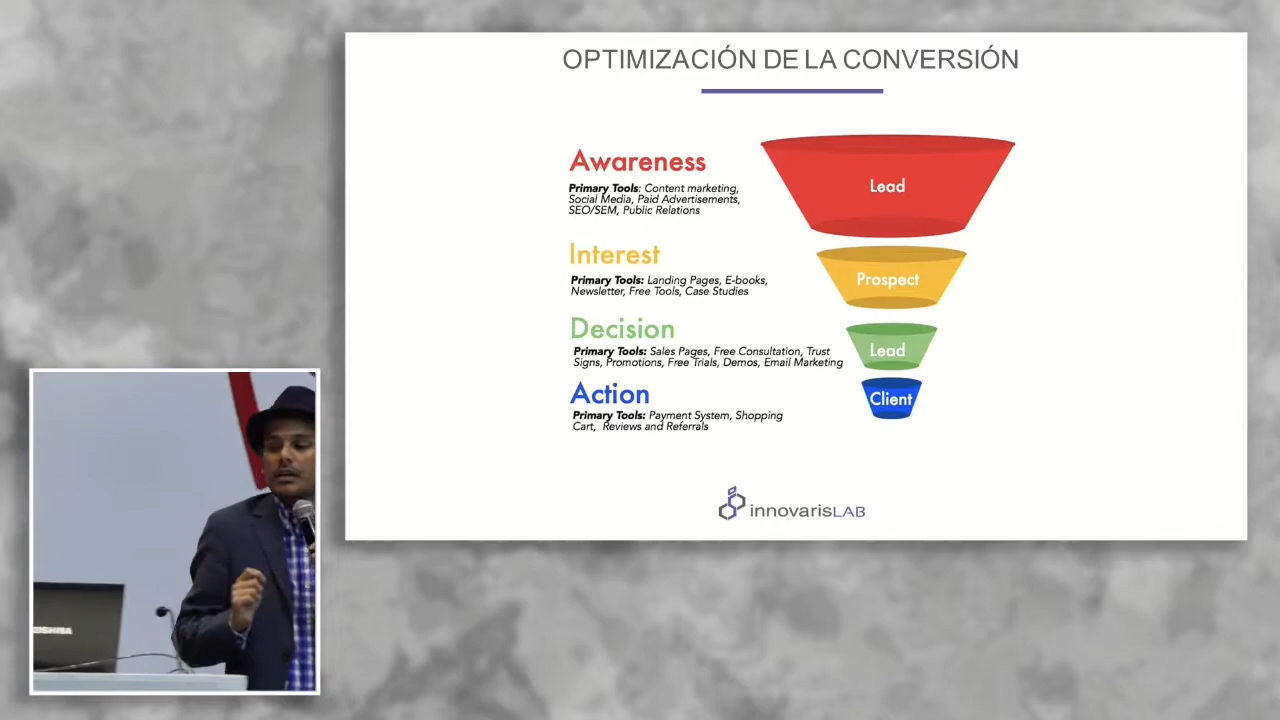 OPTIMIZACIÓN DE LA CONVERSIÓN
Awareness
Primary Tools: Content marketing,
Social Media, Paid Advertisements,
SEO/SEM, Public Relations
Lead
Interest
Primary Tools: Landing Pages, E-books,
Newsletter, Free Tools, Case Studies
Prospect
Decision
Primary Tools: Sales Pages, Free Consultation, Trust
Signs, Promotions, Free Trials, Demos, Email Marketing
Lead
Action
Primary Tools: Payment System, Shopping
Cart, Reviews and Referrals
Client
innovarisLAB
OSHIBA